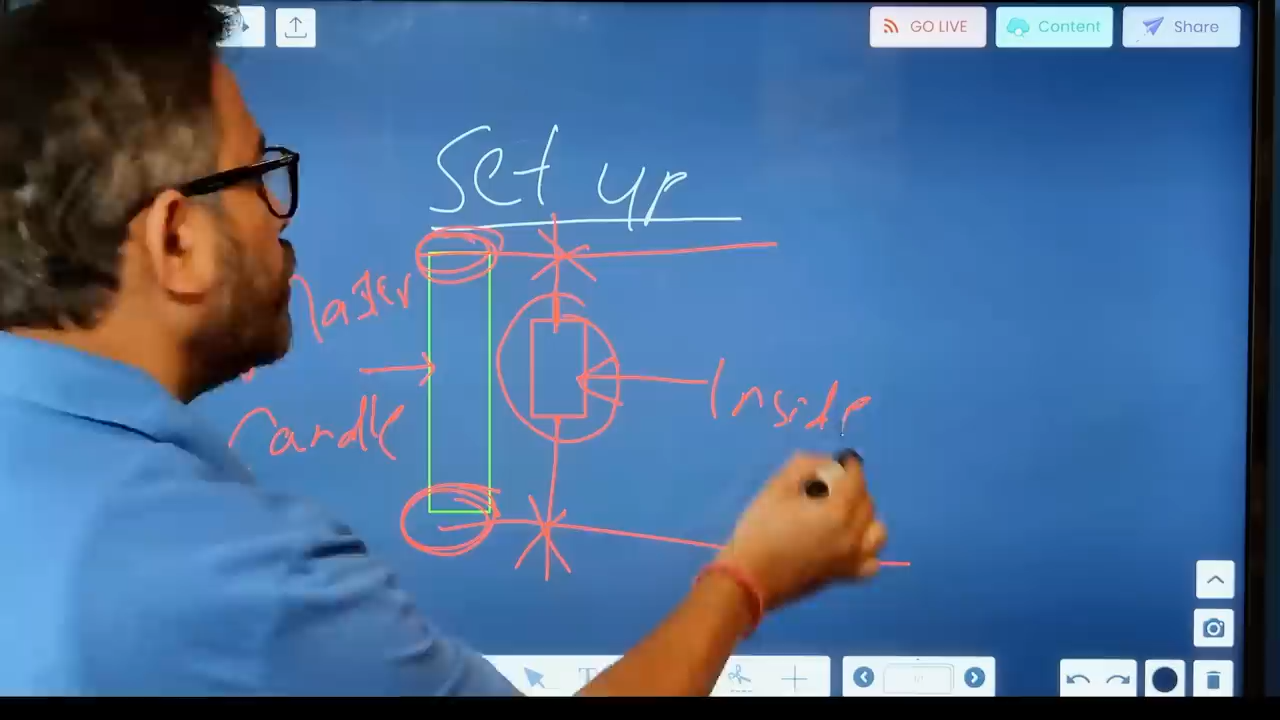 GO LIVE
Content
Share
Set up
Master
Candle
Inside